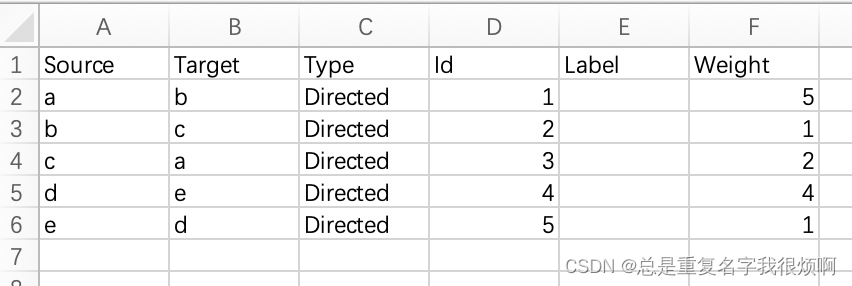 A B C D E F
1 Source Target Type Id Label Weight
2 a b Directed 1 5
3 b c Directed 2 1
4 c a Directed 3 2
5 d e Directed 4 4
6 e d Directed 5 1
7
8
CSDN @总是重复名字我很烦啊